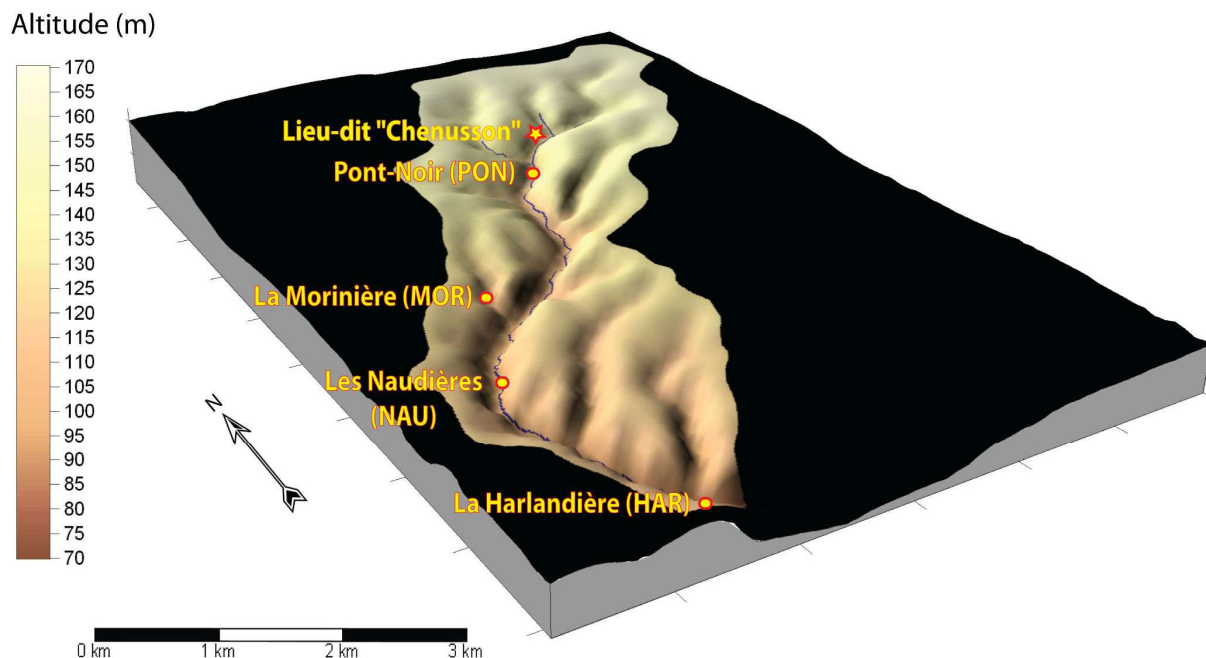 Altitude (m)
170
165
160
155
150
145
140
135
130
125
120
115
110
105
100
95
90
85
80
75
70
Lieu-dit "Chenusson"
Pont-Noir (PON)
La Morinière (MOR)
Les Naudières
(NAU)
La Harlandière (HAR)
N
0 km 1 km 2 km 3 km